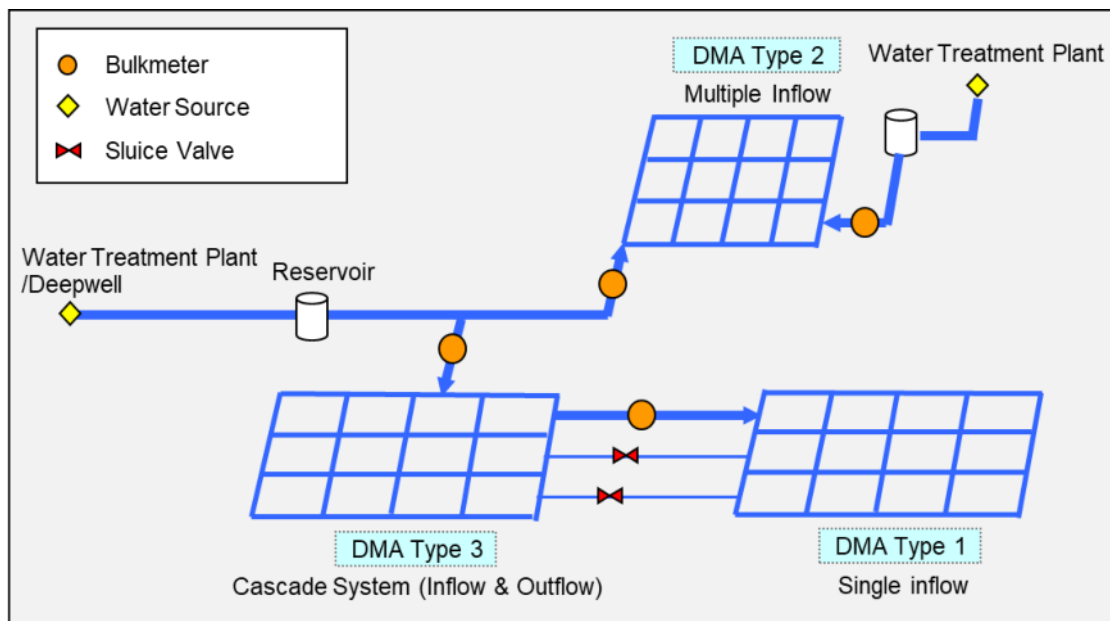 Bulkmeter
Water Source
Sluice Valve
DMA Type 2
Multiple Inflow
Water Treatment Plant
Water Treatment Plant
/Deepwell
Reservoir
DMA Type 3
Cascade System (Inflow & Outflow)
DMA Type 1
Single inflow